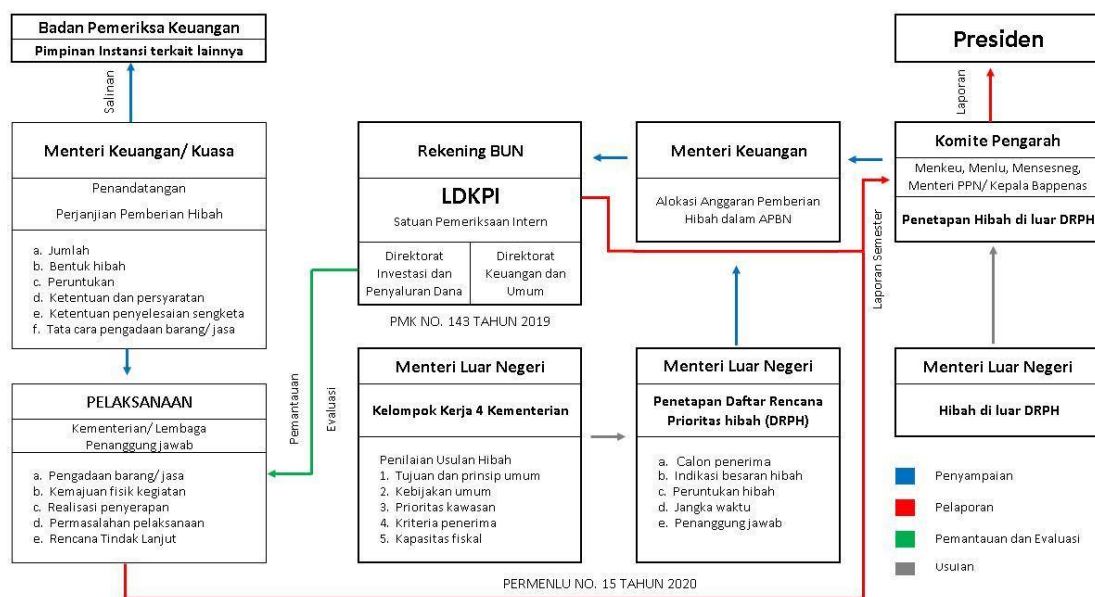 Badan Pemeriksa Keuangan
Pimpinan Instansi terkait lainnya
Salinan
Menteri Keuangan/ Kuasa
Penandatangan
Perjanjian Pemberian Hibah
a. Jumlah
b. Bentuk hibah
c. Peruntukan
d. Ketentuan dan persyaratan
e. Ketentuan penyelesaian sengketa
f. Tata cara pengadaan barang/ jasa
PELAKSANAAN
Kementerian/ Lembaga
Penanggung jawab
a. Pengadaan barang/ jasa
b. Kemajuan fisik kegiatan
c. Realisasi penyerapan
d. Permasalahan pelaksanaan
e. Rencana Tindak Lanjut
Pemantauan
Evaluasi
Rekening BUN
LDKPI
Satuan Pemeriksaan Intern
Direktorat
Investasi dan
Penyaluran Dana
Direktorat
Keuangan dan
Umum
PMK NO. 143 TAHUN 2019
Menteri Luar Negeri
Kelompok Kerja 4 Kementerian
Penilaian Usulan Hibah
1. Tujuan dan prinsip umum
2. Kebijakan umum
3. Prioritas kawasan
4. Kriteria penerima
5. Kapasitas fiskal
Menteri Keuangan
Alokasi Anggaran Pemberian
Hibah dalam APBN
Menteri Luar Negeri
Penetapan Daftar Rencana
Prioritas hibah (DRPH)
a. Calon penerima
b. Indikasi besaran hibah
c. Peruntukan hibah
d. Jangka waktu
e. Penanggung jawab
PERMENLU NO. 15 TAHUN 2020
Laporan Semester
Presiden
Laporan
Komite Pengarah
Menkeu, Menlu, Mensesneg,
Menteri PPN/ Kepala Bappenas
Penetapan Hibah di luar DRPH
Menteri Luar Negeri
Hibah di luar DRPH
Penyampaian
Pelaporan
Pemantauan dan Evaluasi
Usulan